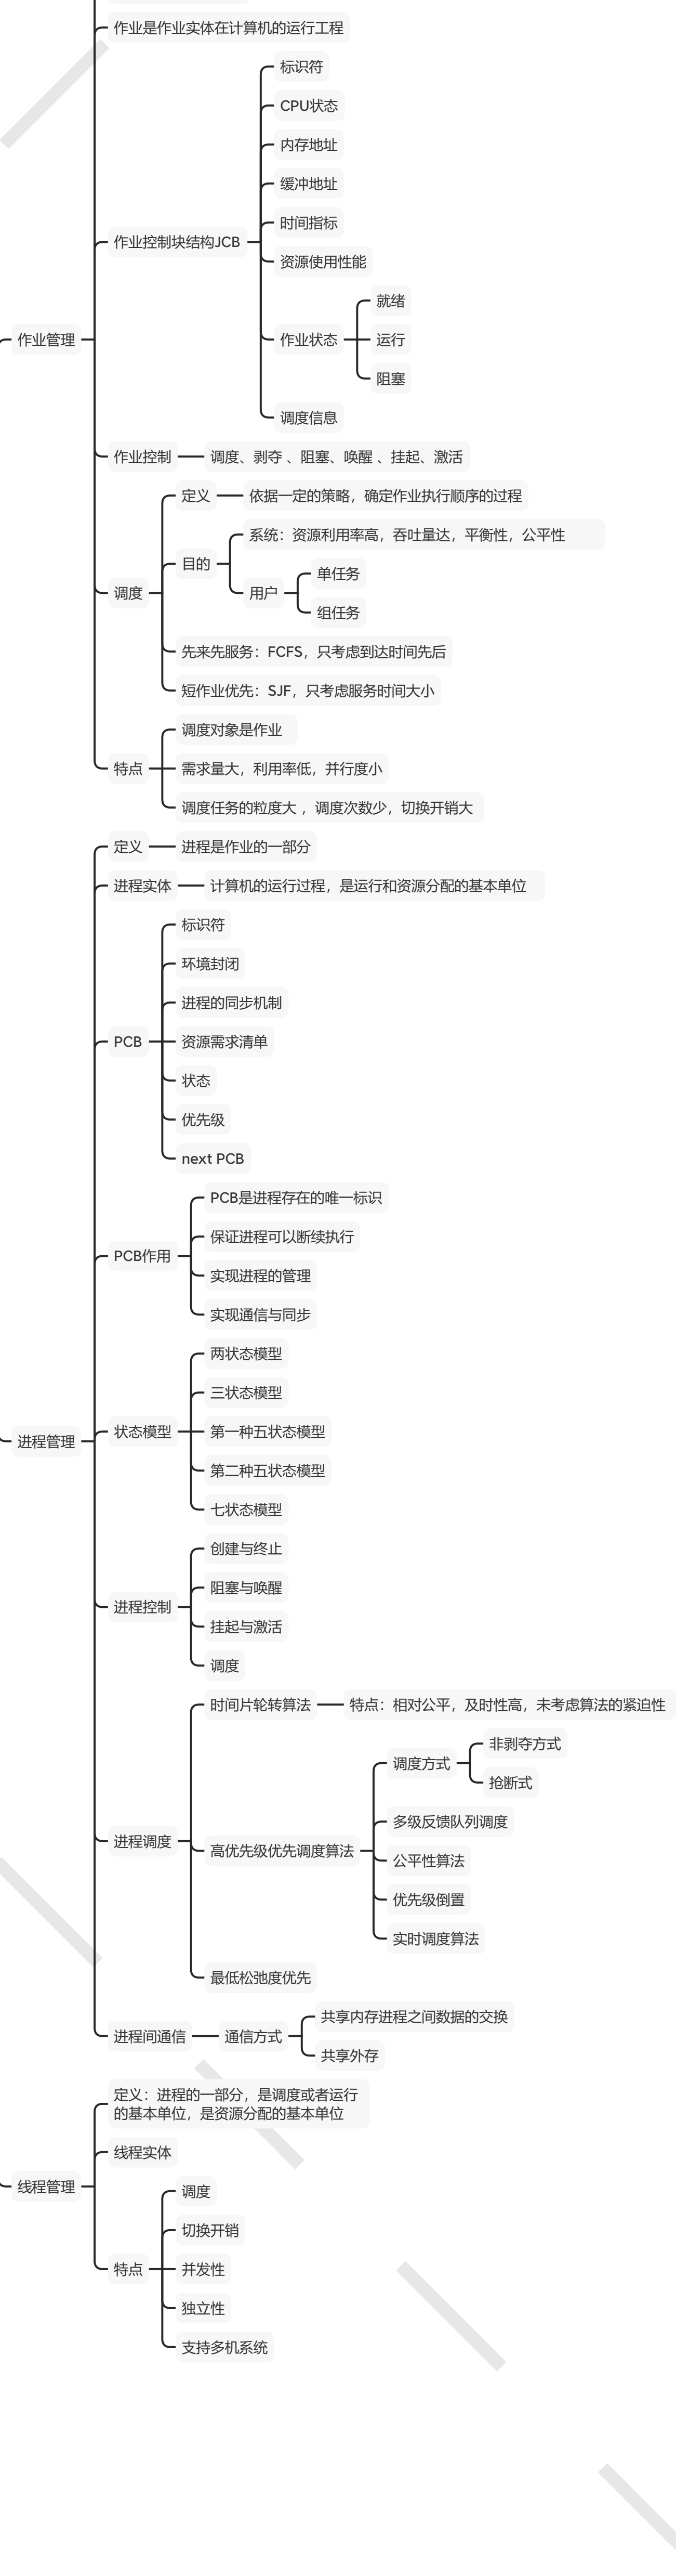 作业是作业实体在计算机的运行工程
标识符
CPU状态
内存地址
缓冲地址
时间指标
作业控制块结构JCB
资源使用性能
就绪
作业管理
作业状态
运行
阻塞
调度信息
作业控制
调度、剥夺 、阻塞、唤醒 、挂起、激活
定义
依据一定的策略，确定作业执行顺序的过程
系统：资源利用率高，吞吐量达，平衡性，公平性
目的
单任务
调度
用户
组任务
先来先服务：FCFS，只考虑到达时间先后
短作业优先：SJF，只考虑服务时间大小
调度对象是作业
特点
需求量大，利用率低，并行度小
调度任务的粒度大 ，调度次数少，切换开销大
定义
进程是作业的一部分
进程实体
计算机的运行过程，是运行和资源分配的基本单位
标识符
环境封闭
进程的同步机制
PCB
资源需求清单
状态
优先级
next PCB
PCB是进程存在的唯一标识
保证进程可以断续执行
PCB作用
实现进程的管理
实现通信与同步
两状态模型
三状态模型
进程管理
状态模型
第一种五状态模型
第二种五状态模型
七状态模型
创建与终止
阻塞与唤醒
进程控制
挂起与激活
调度
时间片轮转算法
特点：相对公平，及时性高，未考虑算法的紧迫性
非剥夺方式
调度方式
抢断式
多级反馈队列调度
进程调度
高优先级优先调度算法
公平性算法
优先级倒置
实时调度算法
最低松弛度优先
共享内存进程之间数据的交换
进程间通信
通信方式
共享外存
定义：进程的一部分，是调度或者运行
的基本单位，是资源分配的基本单位
线程实体
线程管理
调度
切换开销
特点
并发性
独立性
支持多机系统